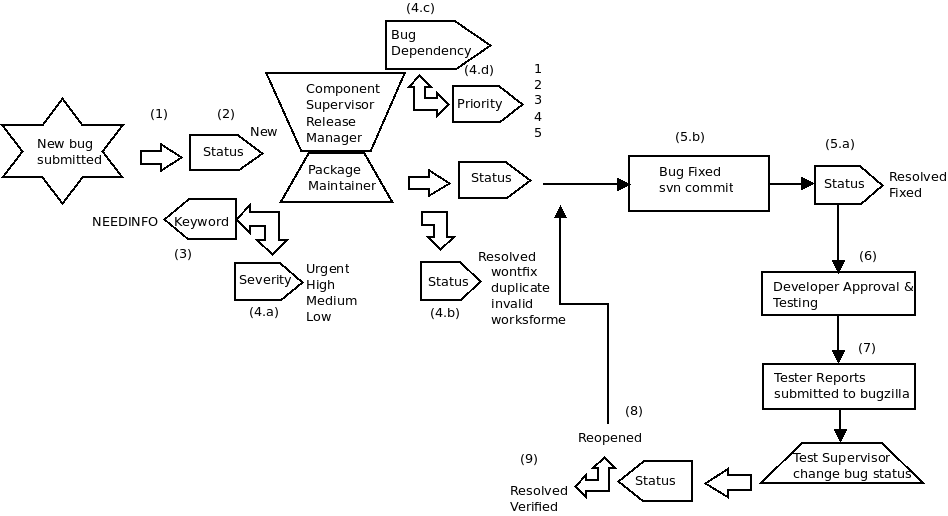 (4.c)
Bug
Dependency
(4.d)
Priority
1
2
3
4
5
Component
Supervisor
Release
Manager
Package
Maintainer
(1)
(2)
New
Status
New bug
submitted
NEEDINFO
Keyword
(3)
Severity
(4.a)
Urgent
High
Medium
Low
Status
Status
(4.b)
Resolved
wontfix
duplicate
invalid
worksforme
(5.b)
Bug Fixed
svn commit
(5.a)
Status
Resolved
Fixed
(6)
Developer Approval &
Testing
(7)
Tester Reports
submitted to bugzilla
Test Supervisor
change bug status
Status
(8)
Reopened
(9)
Resolved
Verified